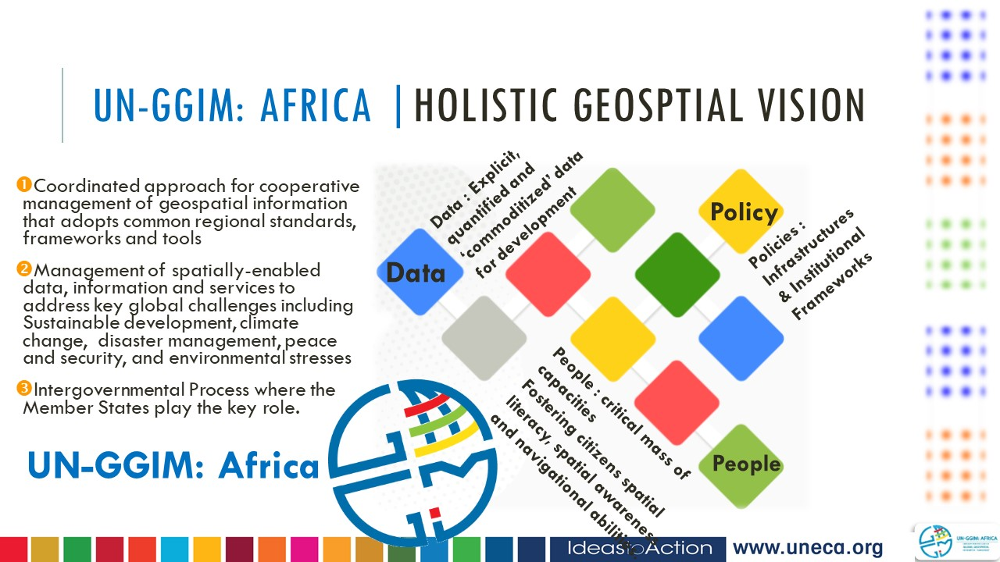 UN-GGIM: AFRICA | HOLISTIC GEOSPTIAL VISION
❶Coordinated approach for cooperative
management of geospatial information
that adopts common regional standards,
frameworks and tools
❷Management of spatially-enabled
data, information and services to
address key global challenges including
Sustainable development, climate
change, disaster management, peace
and security, and environmental stresses
❸Intergovernmental Process where the
Member States play the key role.
UN-GGIM: Africa
Data
Data : Explicit,
quantified and
‘commoditized’ data
for development
Policy
Policies :
Infrastructures
& Institutional
Frameworks
People : critical mass of
capacities
Fostering citizens spatial
literacy, spatial awareness
and navigational abilities
People
Ideas to Action
www.uneca.org
UN-GGIM: AFRICA